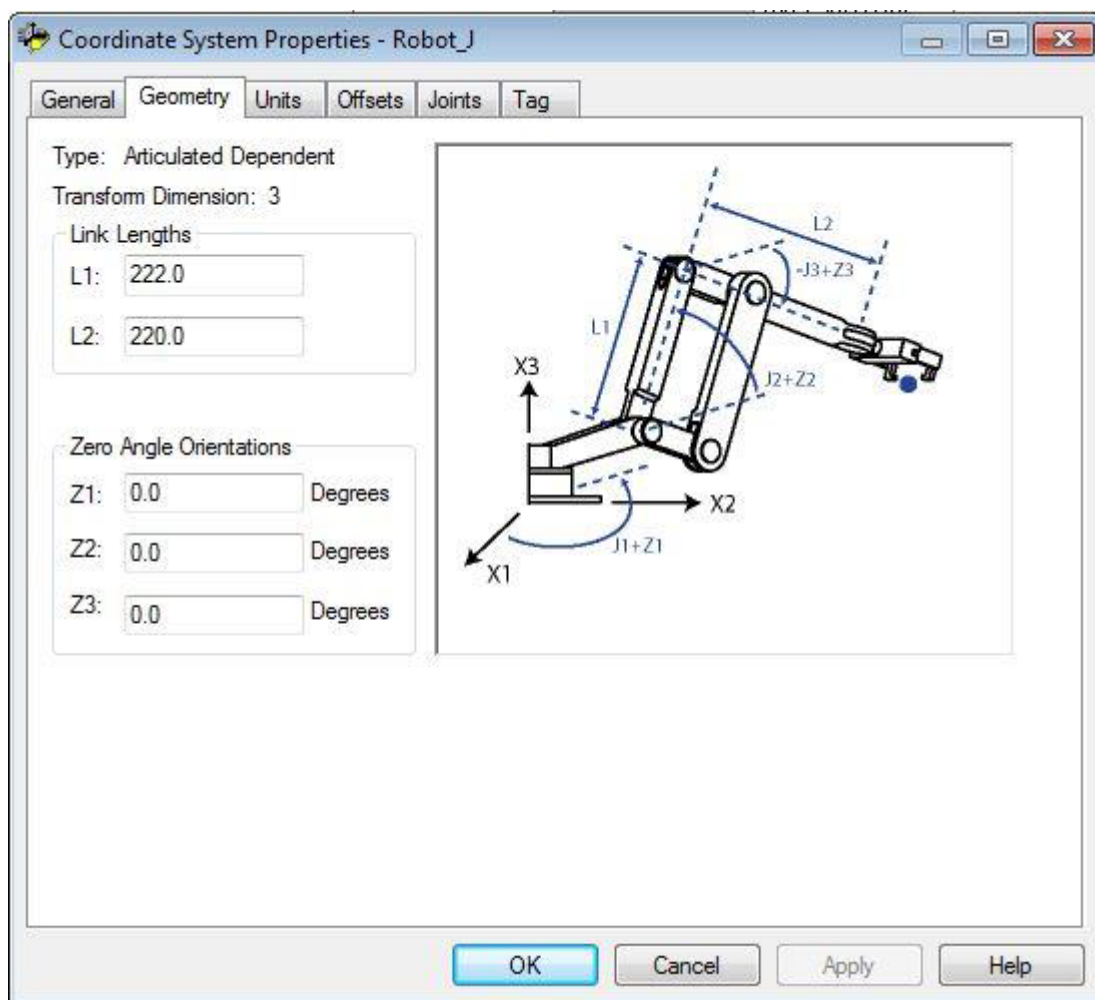 Coordinate System Properties - Robot_J
General Geometry Units Offsets Joints Tag
Type: Articulated Dependent
Transform Dimension: 3
Link Lengths
L1: 222.0
L2: 220.0
Zero Angle Orientations
Z1: 0.0 Degrees
Z2: 0.0 Degrees
Z3: 0.0 Degrees
L2
-J3+Z3
L1
J2+Z2
X3
X2
J1+Z1
X1
OK Cancel Apply Help